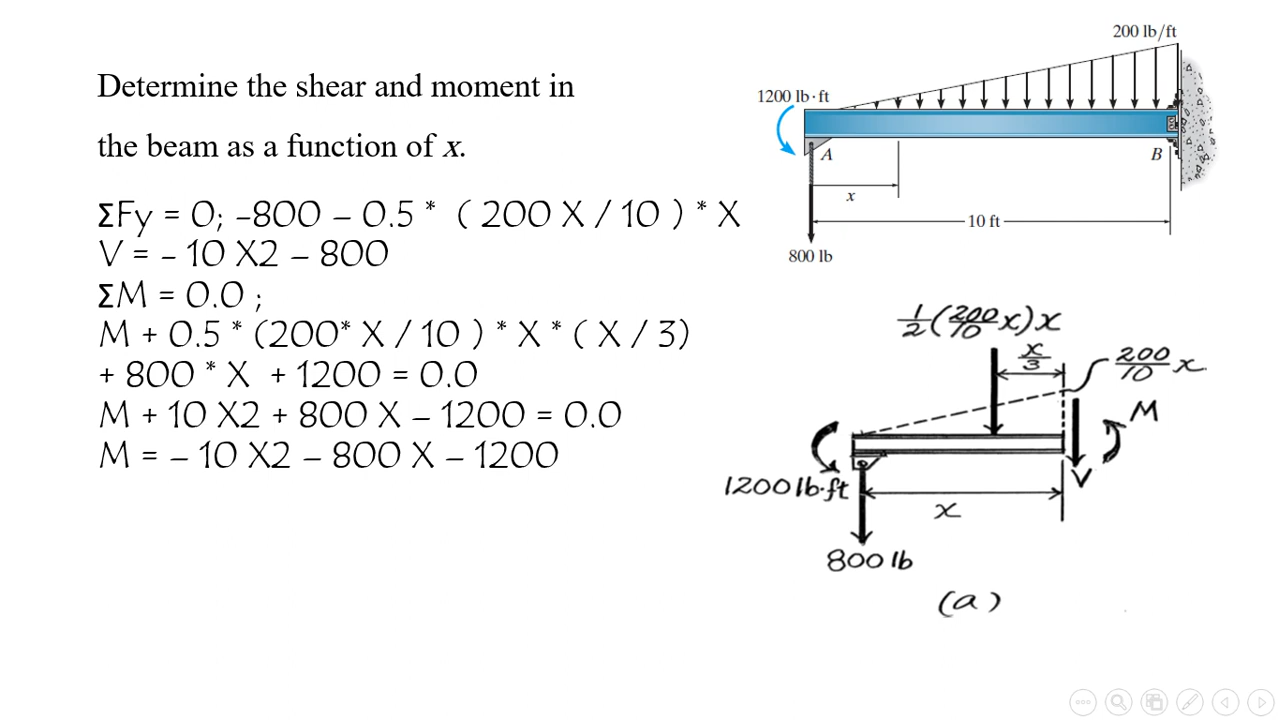 Determine the shear and moment in
the beam as a function of x.
ΣFy = 0; -800 – 0.5 * ( 200 X / 10 ) * X
V = – 10 X2 – 800
ΣM = 0.0 ;
M + 0.5 * (200* X / 10 ) * X * ( X / 3)
+ 800 * X + 1200 = 0.0
M + 10 X2 + 800 X – 1200 = 0.0
M = – 10 X2 – 800 X – 1200
200 lb/ft
1200 lb·ft
A
B
x
10 ft
800 lb
1/2(200/10 x)x
x/3
200/10 x
M
1200 lb·ft
V
x
800 lb
(a)